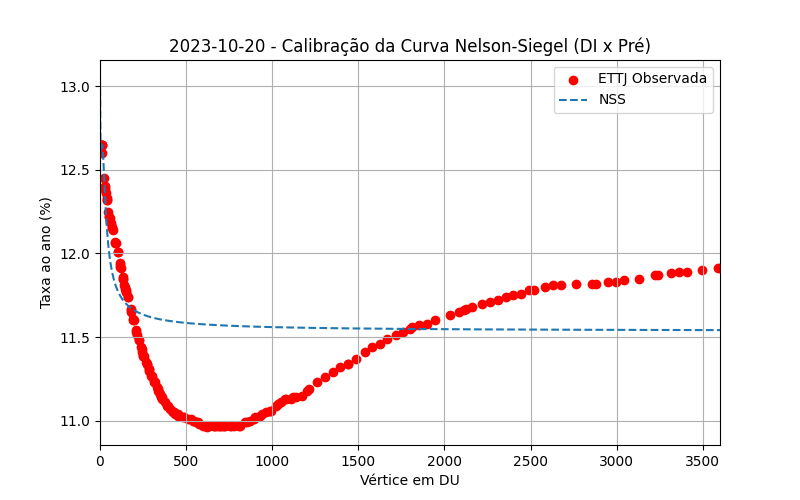 2023-10-20 - Calibração da Curva Nelson-Siegel (DI x Pré)
ETTJ Observada
NSS
Taxa ao ano (%)
13.0
12.5
12.0
11.5
11.0
0 500 1000 1500 2000 2500 3000 3500
Vértice em DU